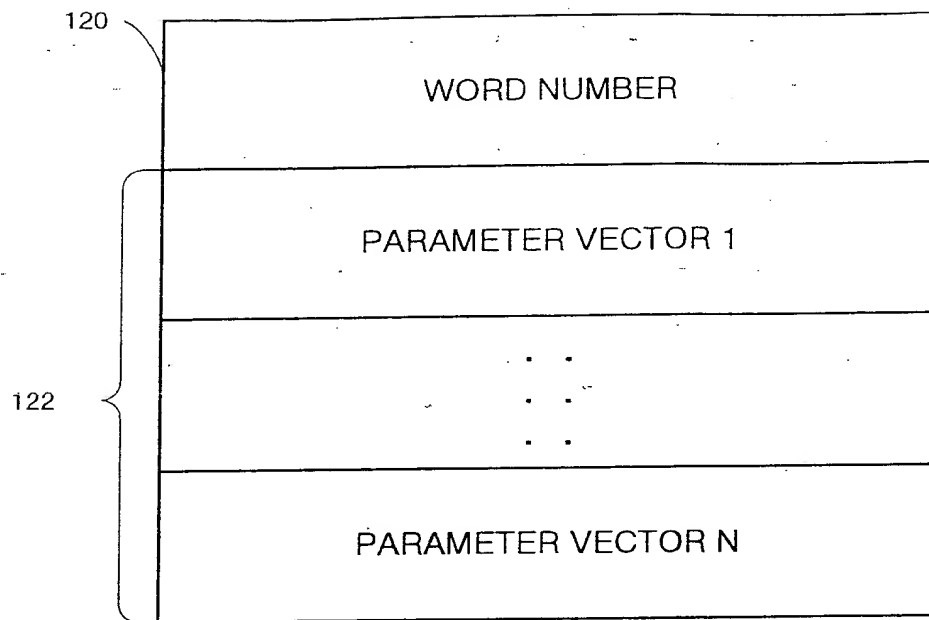 120
WORD NUMBER
PARAMETER VECTOR 1
122
PARAMETER VECTOR N